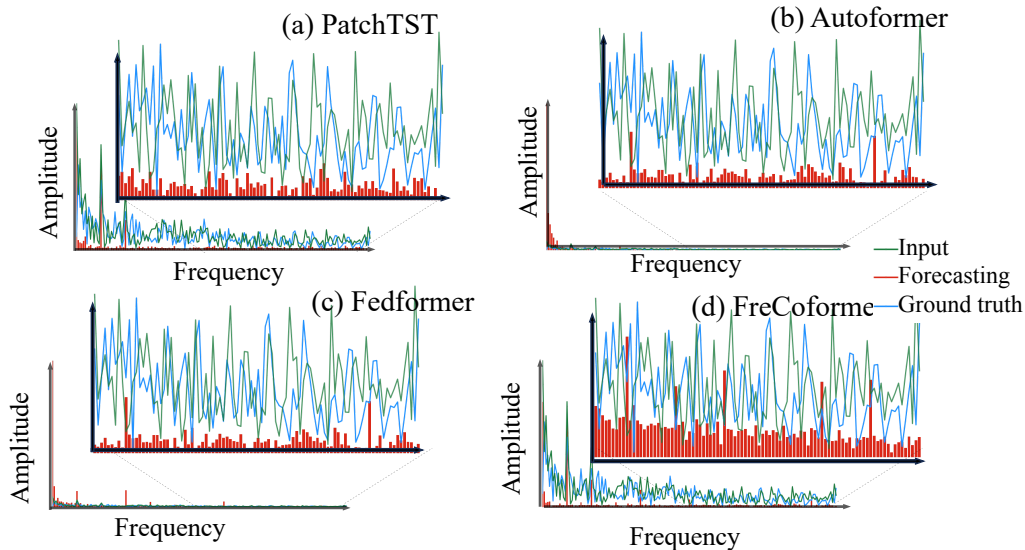 (a) PatchTST
Amplitude
Frequency
(b) Autoformer
Amplitude
Frequency
Input
Forecasting
Ground truth
(c) Fedformer
Amplitude
Frequency
(d) FreCoforme
Amplitude
Frequency